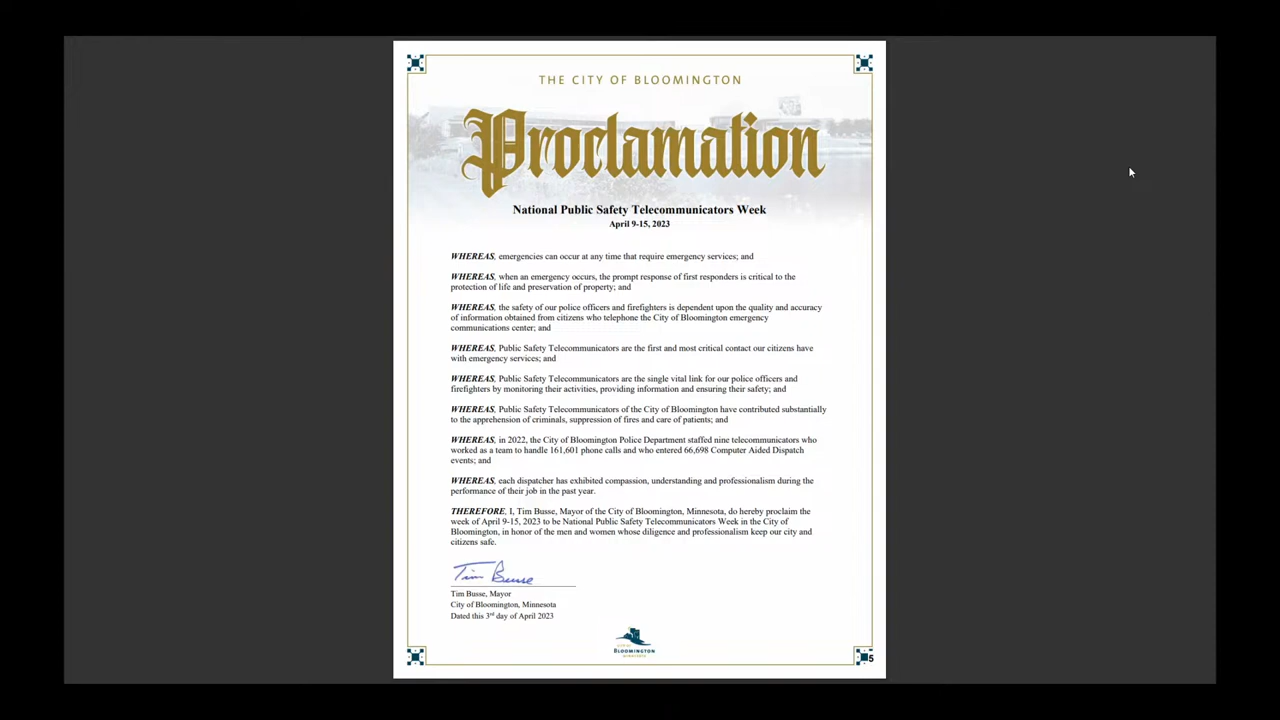 THE CITY OF BLOOMINGTON
Proclamation
National Public Safety Telecommunicators Week
April 9-15, 2023
WHEREAS, emergencies can occur at any time that require emergency services; and
WHEREAS, when an emergency occurs, the prompt response of first responders is critical to the
protection of life and preservation of property; and
WHEREAS, the safety of our police officers and firefighters is dependent upon the quality and accuracy
of information obtained from citizens who telephone the City of Bloomington emergency
communications center; and
WHEREAS, Public Safety Telecommunicators are the first and most critical contact our citizens have
with emergency services; and
WHEREAS, Public Safety Telecommunicators are the single vital link for our police officers and
firefighters by monitoring their activities, providing information and ensuring their safety; and
WHEREAS, Public Safety Telecommunicators of the City of Bloomington have contributed substantially
to the apprehension of criminals, suppression of fires and care of patients; and
WHEREAS, in 2022, the City of Bloomington Police Department staffed nine telecommunicators who
worked as a team to handle 161,601 phone calls and who entered 66,698 Computer Aided Dispatch
events; and
WHEREAS, each dispatcher has exhibited compassion, understanding and professionalism during the
performance of their job in the past year.
THEREFORE, I, Tim Busse, Mayor of the City of Bloomington, Minnesota, do hereby proclaim the
week of April 9-15, 2023 to be National Public Safety Telecommunicators Week in the City of
Bloomington, in honor of the men and women whose diligence and professionalism keep our city and
citizens safe.
Tim Busse
Tim Busse, Mayor
City of Bloomington, Minnesota
Dated this 3rd day of April 2023
CITY OF
BLOOMINGTON
MINNESOTA
5